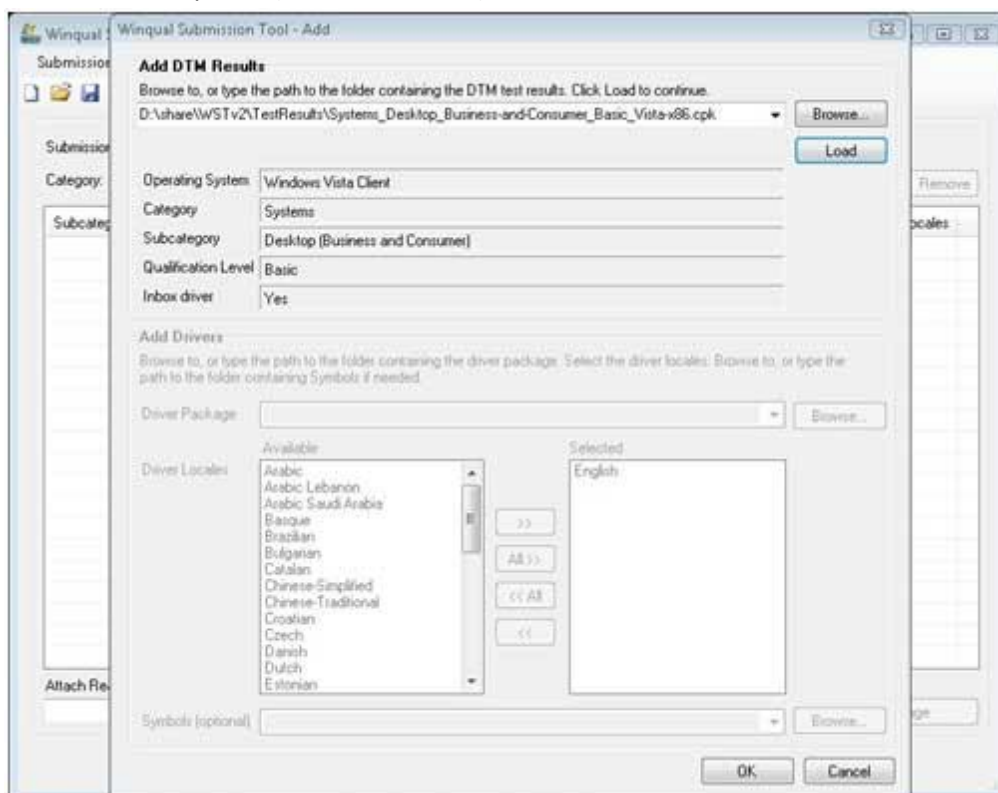 Winqual
Winqual Submission Tool - Add
Submission
Add DTM Results
Browse to, or type the path to the folder containing the DTM test results. Click Load to continue.
D:\share\WSTv2\TestResults\Systems_Desktop_Business-and-Consumer_Basic_Vista-x86.cpk
Browse...
Load
Submission
Category:
Remove
Operating System
Windows Vista Client
Category
Systems
Subcateg
ocales
Subcategory
Desktop (Business and Consumer)
Qualification Level
Basic
Inbox driver
Yes
Add Drivers
Browse to, or type the path to the folder containing the driver package. Select the driver locales. Browse to, or type the
path to the folder containing Symbols if needed.
Driver Package
Browse...
Available
Selected
Driver Locales
Arabic
Arabic Lebanon
Arabic Saudi Arabia
Basque
Brazilian
Bulgarian
Catalan
Chinese-Simplified
Chinese-Traditional
Croatian
Czech
Danish
Dutch
Estonian
>>
All >>
<< All
<<
English
Attach Re
Symbols (optional)
Browse...
ge
OK
Cancel